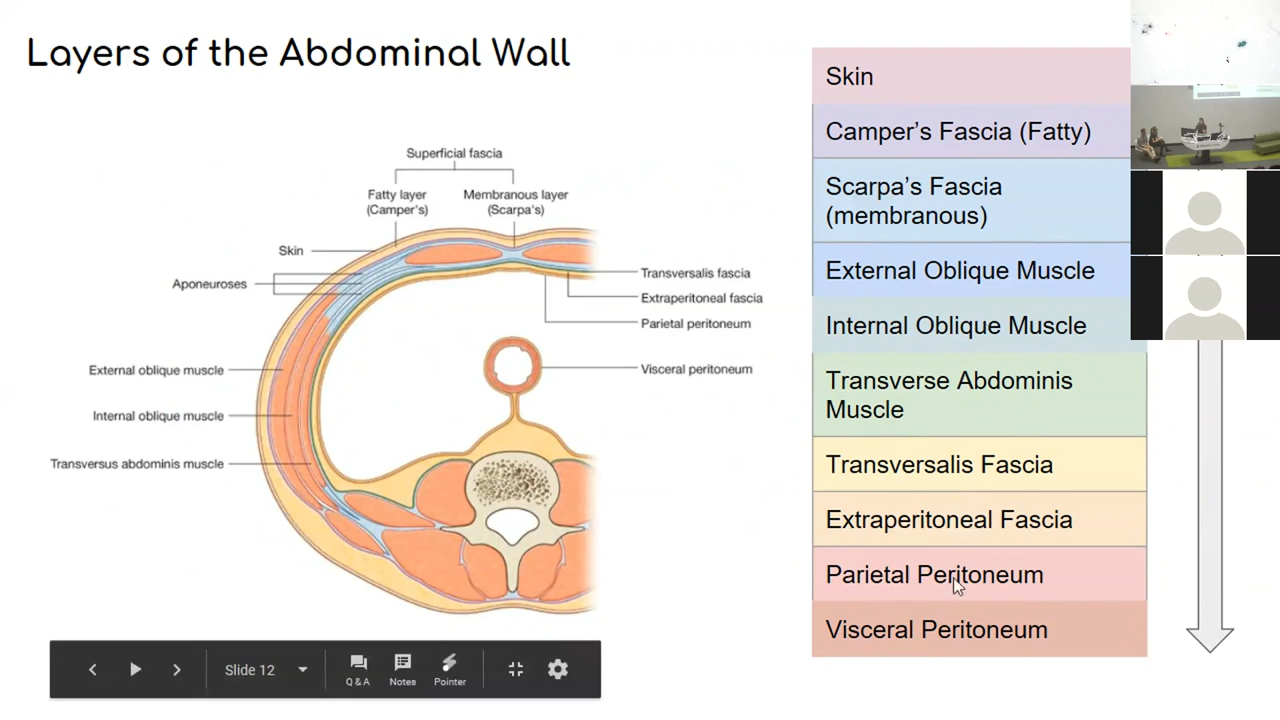 Layers of the Abdominal Wall
Superficial fascia
Fatty layer
(Camper's)
Membranous layer
(Scarpa's)
Skin
Aponeuroses
External oblique muscle
Internal oblique muscle
Transversus abdominis muscle
Transversalis fascia
Extraperitoneal fascia
Parietal peritoneum
Visceral peritoneum
Skin
Camper's Fascia (Fatty)
Scarpa's Fascia
(membranous)
External Oblique Muscle
Internal Oblique Muscle
Transverse Abdominis
Muscle
Transversalis Fascia
Extraperitoneal Fascia
Parietal Peritoneum
Visceral Peritoneum
Slide 12
Q & A
Notes
Pointer